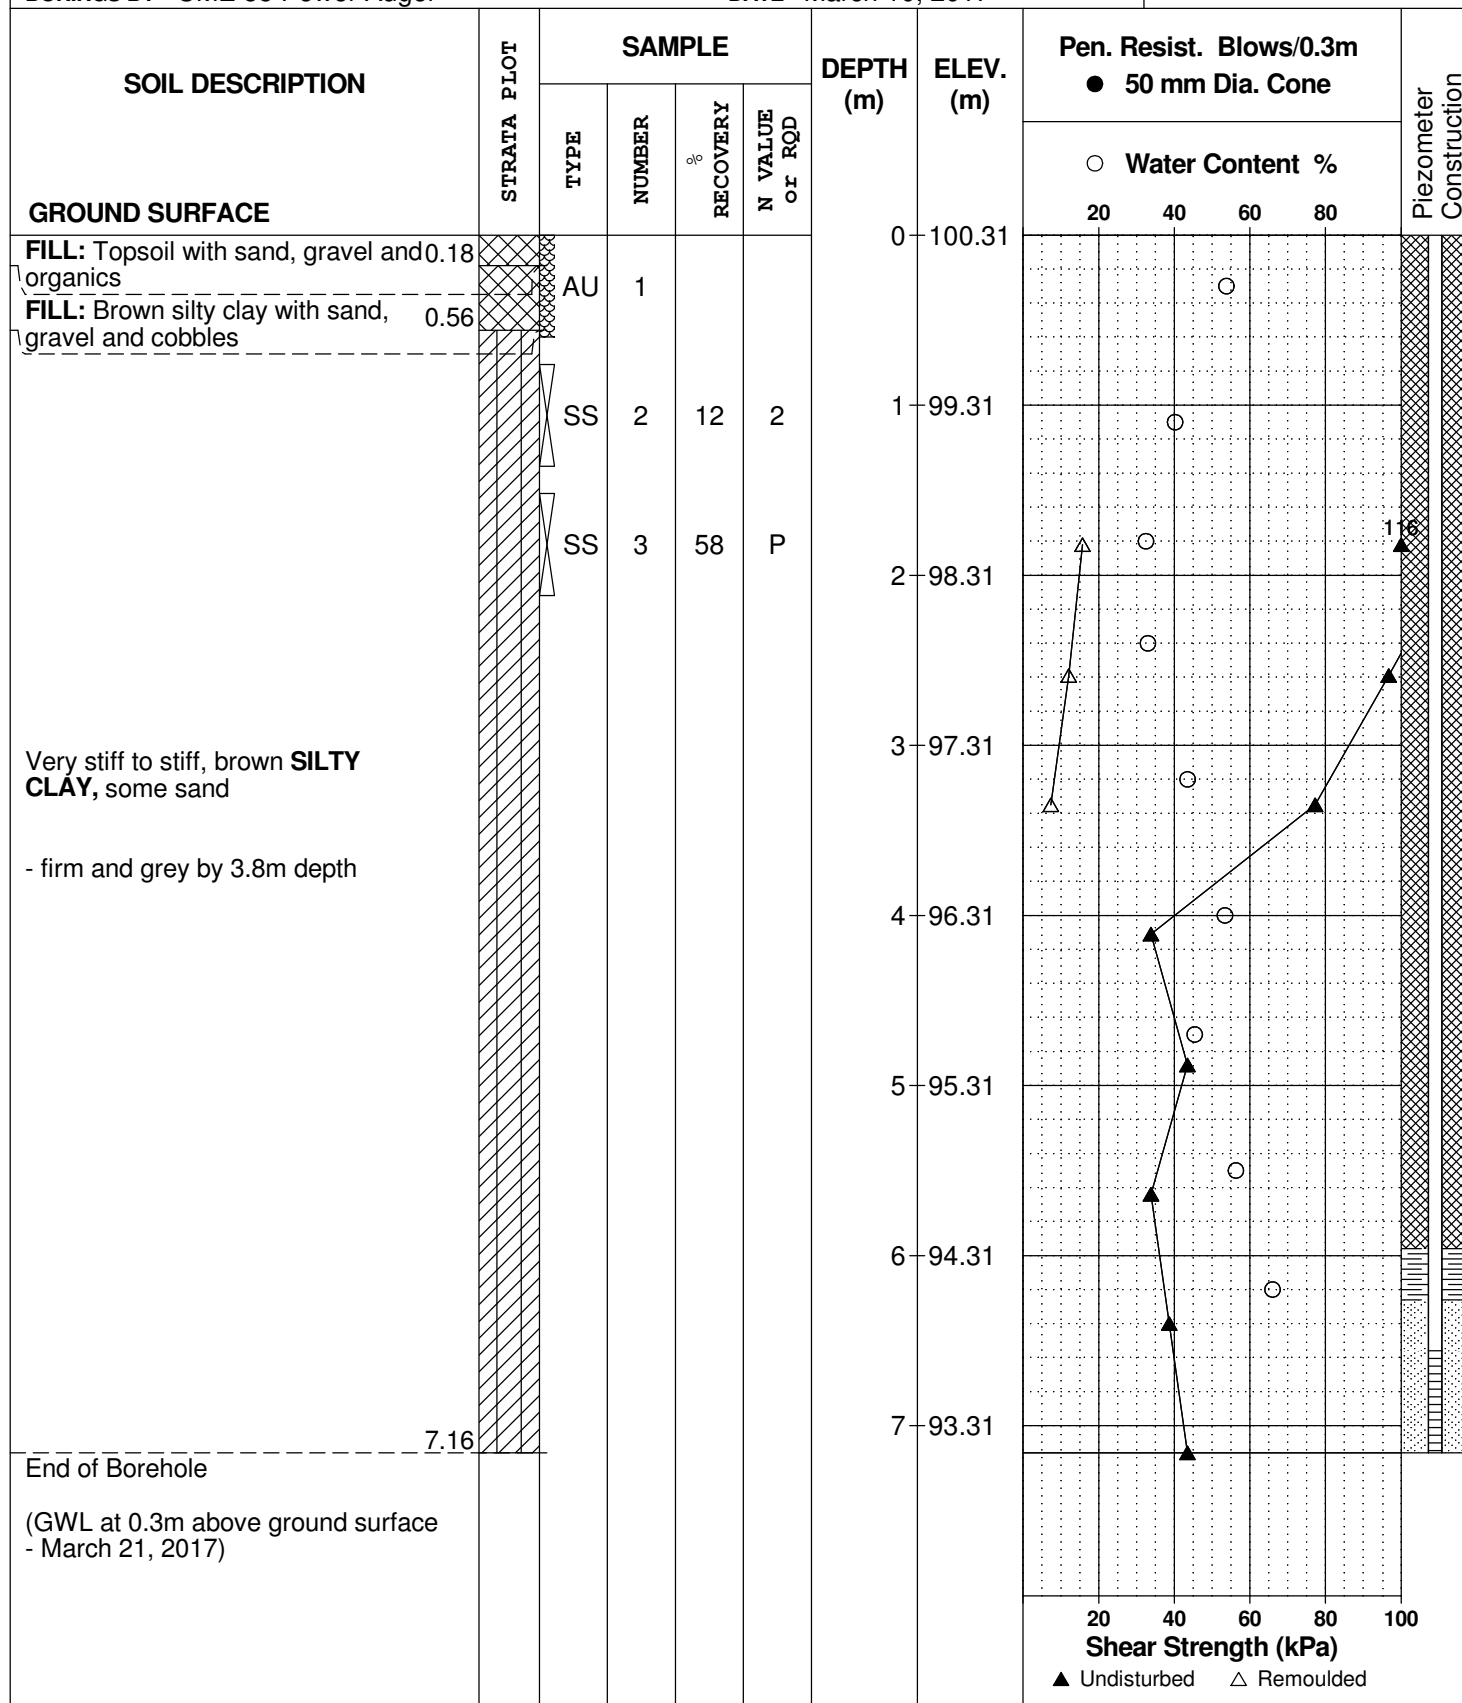 SOIL DESCRIPTION
GROUND SURFACE
STRATA PLOT
SAMPLE
TYPE
NUMBER
% RECOVERY
N VALUE or RQD
DEPTH (m)
ELEV. (m)
Pen. Resist. Blows/0.3m
● 50 mm Dia. Cone
○ Water Content %
20 40 60 80
Piezometer
Construction
FILL: Topsoil with sand, gravel and 0.18
organics
FILL: Brown silty clay with sand, 0.56
gravel and cobbles
AU 1
SS 2 12 2
SS 3 58 P
0 100.31
1 99.31
116
2 98.31
3 97.31
Very stiff to stiff, brown SILTY
CLAY, some sand
- firm and grey by 3.8m depth
4 96.31
5 95.31
6 94.31
7 93.31
7.16
End of Borehole
(GWL at 0.3m above ground surface
- March 21, 2017)
20 40 60 80 100
Shear Strength (kPa)
▲ Undisturbed △ Remoulded